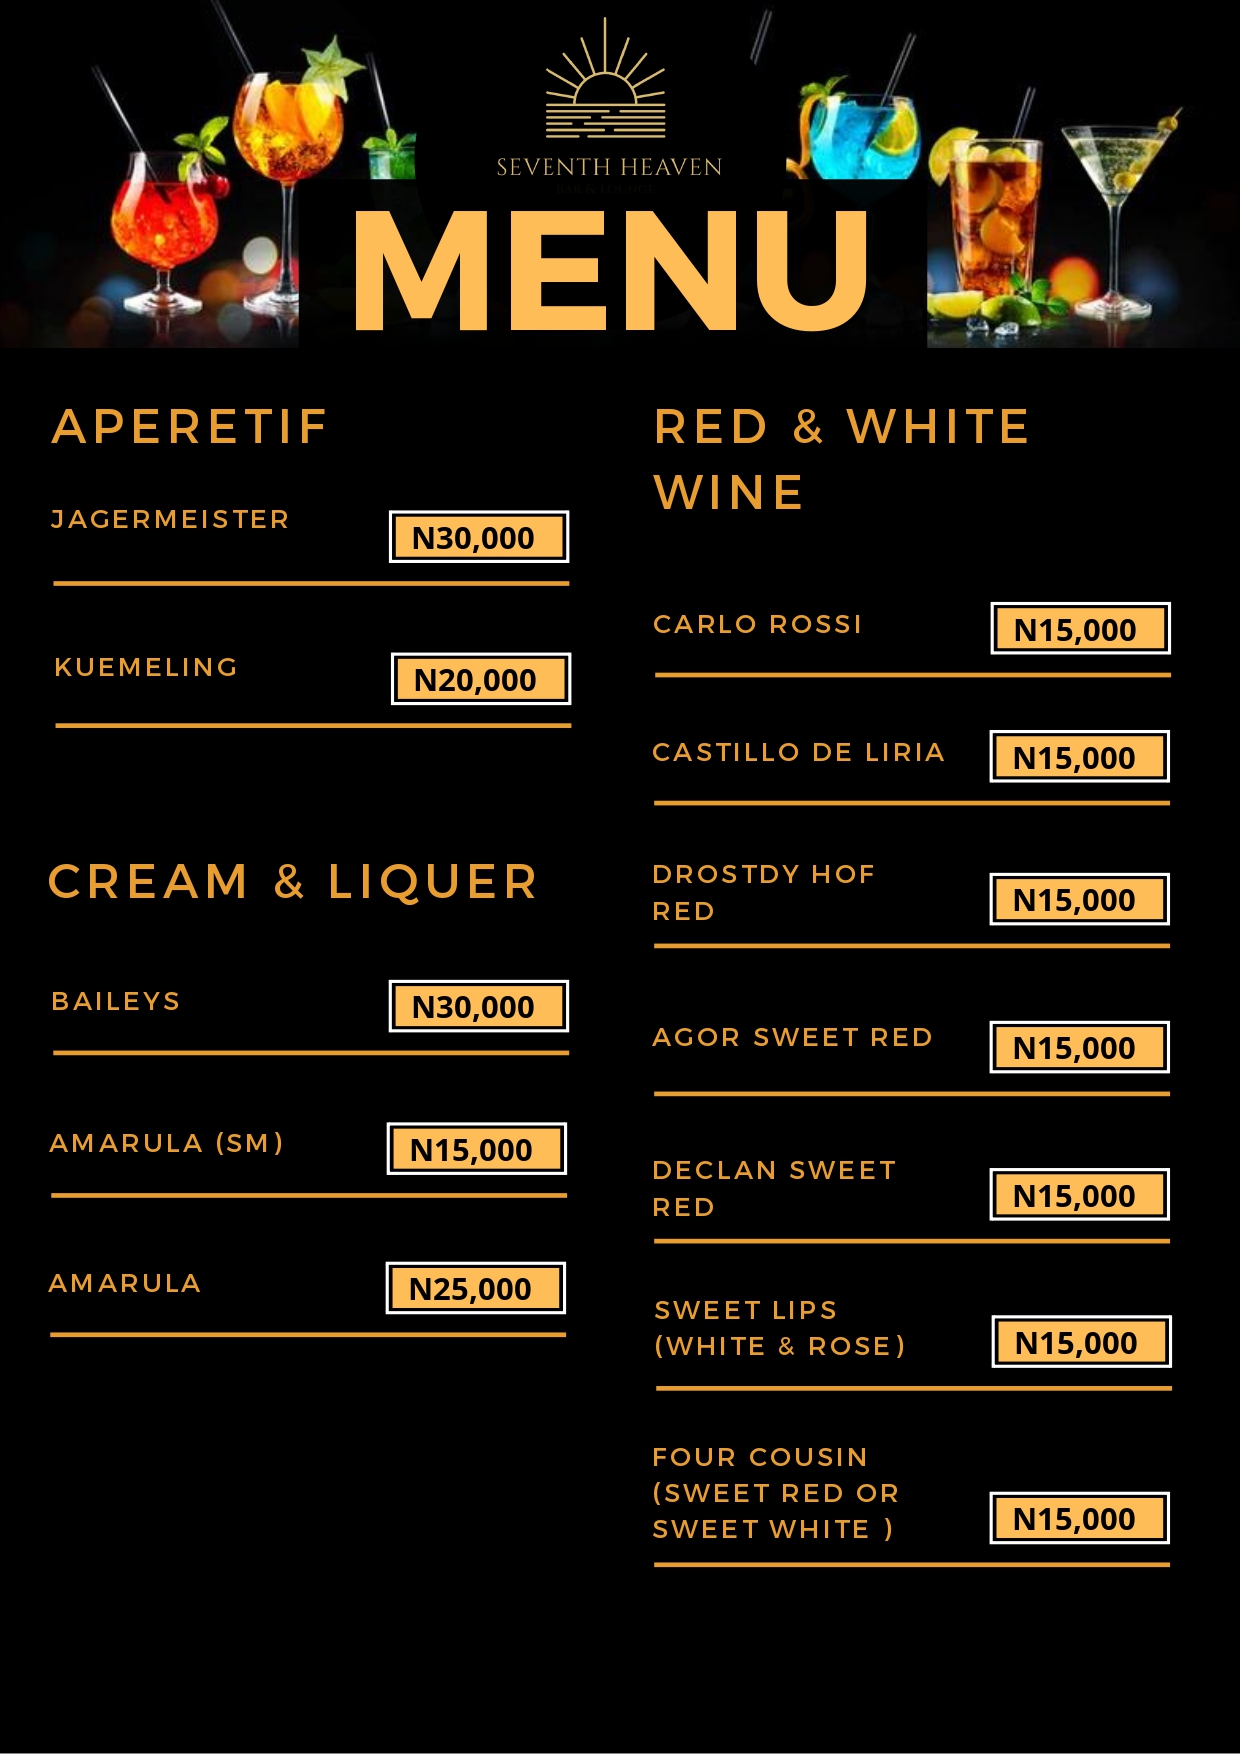 SEVENTH HEAVEN
BAR & LOUNGE
MENU
APERETIF
JAGERMEISTER
N30,000
KUEMELING
N20,000
CREAM & LIQUER
BAILEYS
N30,000
AMARULA (SM)
N15,000
AMARULA
N25,000
RED & WHITE
WINE
CARLO ROSSI
N15,000
CASTILLO DE LIRIA
N15,000
DROSTDY HOF
RED
N15,000
AGOR SWEET RED
N15,000
DECLAN SWEET
RED
N15,000
SWEET LIPS
(WHITE & ROSE)
N15,000
FOUR COUSIN
(SWEET RED OR
SWEET WHITE )
N15,000